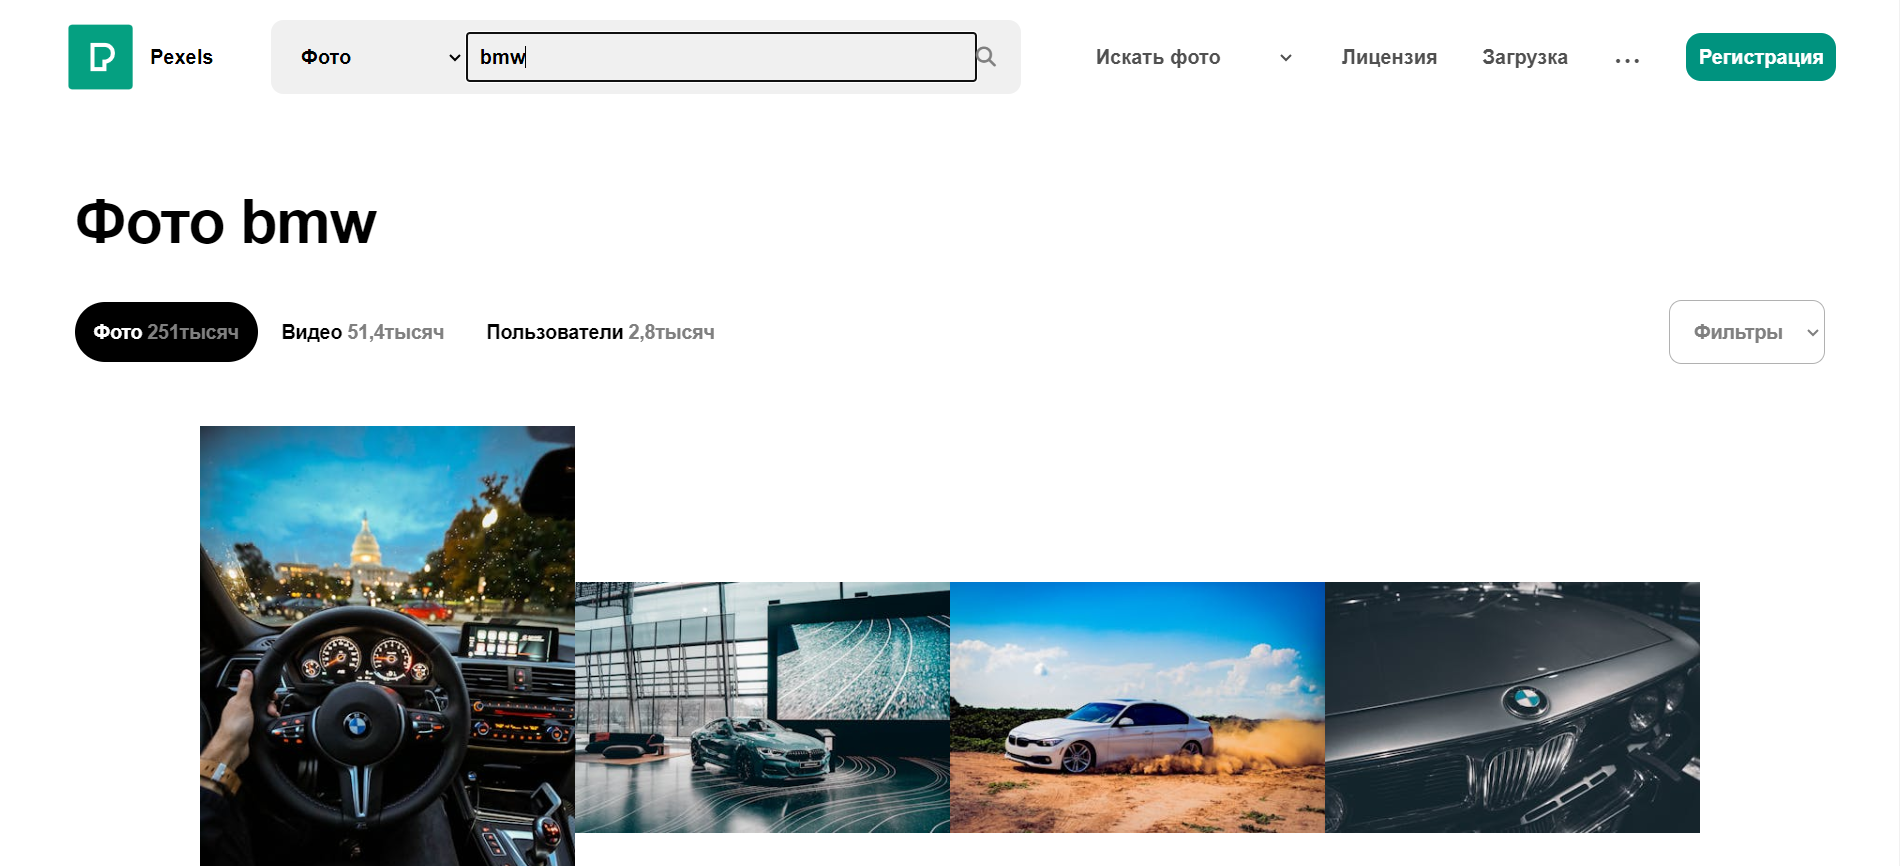 Pexels
Фото
bmw
Искать фото
Лицензия
Загрузка
...
Регистрация
Фото bmw
Фото 251тысяч
Видео 51,4тысяч
Пользователи 2,8тысяч
Фильтры